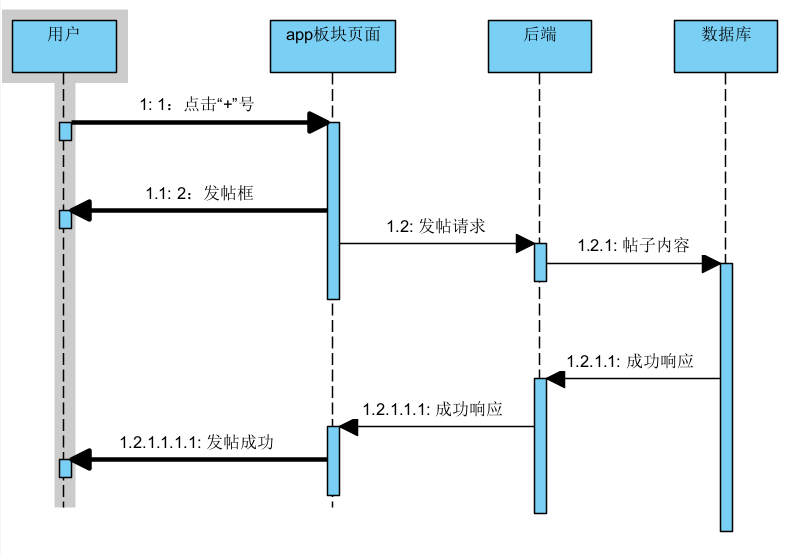 用户
app板块页面
后端
数据库
1: 1：点击“+”号
1.1: 2：发帖框
1.2: 发帖请求
1.2.1: 帖子内容
1.2.1.1: 成功响应
1.2.1.1.1: 成功响应
1.2.1.1.1.1: 发帖成功